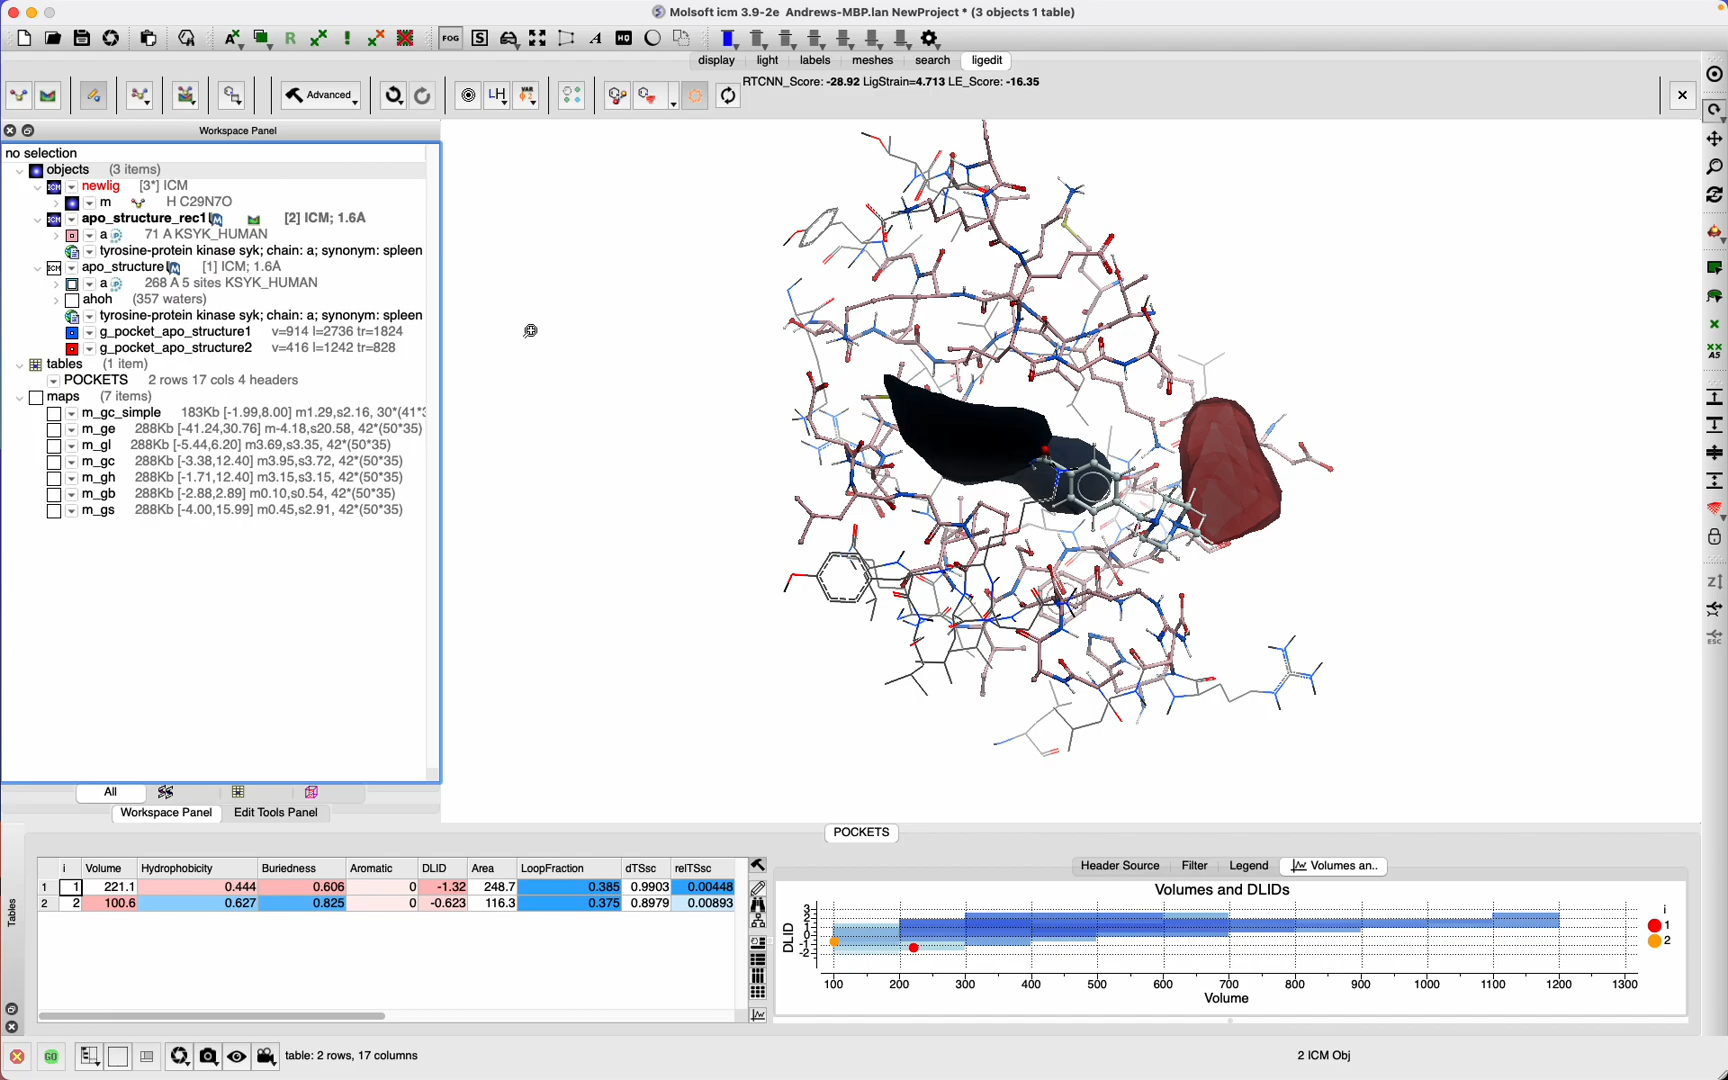 Molsoft icm 3.9-2e Andrews-MBP.lan NewProject * (3 objects 1 table)
FOG
HQ
display light labels meshes search ligedit
Advanced
LH
VAR
RTCNN_Score: -28.92 LigStrain=4.713 LE_Score: -16.35
Workspace Panel
no selection
objects (3 items)
newlig [3*] ICM
m H C29N7O
apo_structure_rec1 [2] ICM; 1.6A
a 71 A KSYK_HUMAN
tyrosine-protein kinase syk; chain: a; synonym: spleen
apo_structure [1] ICM; 1.6A
a 268 A 5 sites KSYK_HUMAN
ahoh (357 waters)
tyrosine-protein kinase syk; chain: a; synonym: spleen
g_pocket_apo_structure1 v=914 l=2736 tr=1824
g_pocket_apo_structure2 v=416 l=1242 tr=828
tables (1 item)
POCKETS 2 rows 17 cols 4 headers
maps (7 items)
m_gc_simple 183Kb [-1.99,8.00] m1.29,s2.16, 30*(41*
m_ge 288Kb [-41.24,30.76] m-4.18,s20.58, 42*(50*35)
m_gl 288Kb [-5.44,6.20] m3.69,s3.35, 42*(50*35)
m_gc 288Kb [-3.38,12.40] m3.95,s3.72, 42*(50*35)
m_gh 288Kb [-1.71,12.40] m3.15,s3.15, 42*(50*35)
m_gb 288Kb [-2.88,2.89] m0.10,s0.54, 42*(50*35)
m_gs 288Kb [-4.00,15.99] m0.45,s2.91, 42*(50*35)
All
Workspace Panel Edit Tools Panel
POCKETS
Tables
i Volume Hydrophobicity Buriedness Aromatic DLID Area LoopFraction dTSsc relTSsc
1 1 221.1 0.444 0.606 0 -1.32 248.7 0.385 0.9903 0.00448
2 2 100.6 0.627 0.825 0 -0.623 116.3 0.375 0.8979 0.00893
Header Source Filter Legend Volumes an..
Volumes and DLIDs
DLID
3
2
1
0
-1
-2
100 200 300 400 500 600 700 800 900 1000 1100 1200 1300
Volume
i
1
2
GO
table: 2 rows, 17 columns
2 ICM Obj
A5
ESC